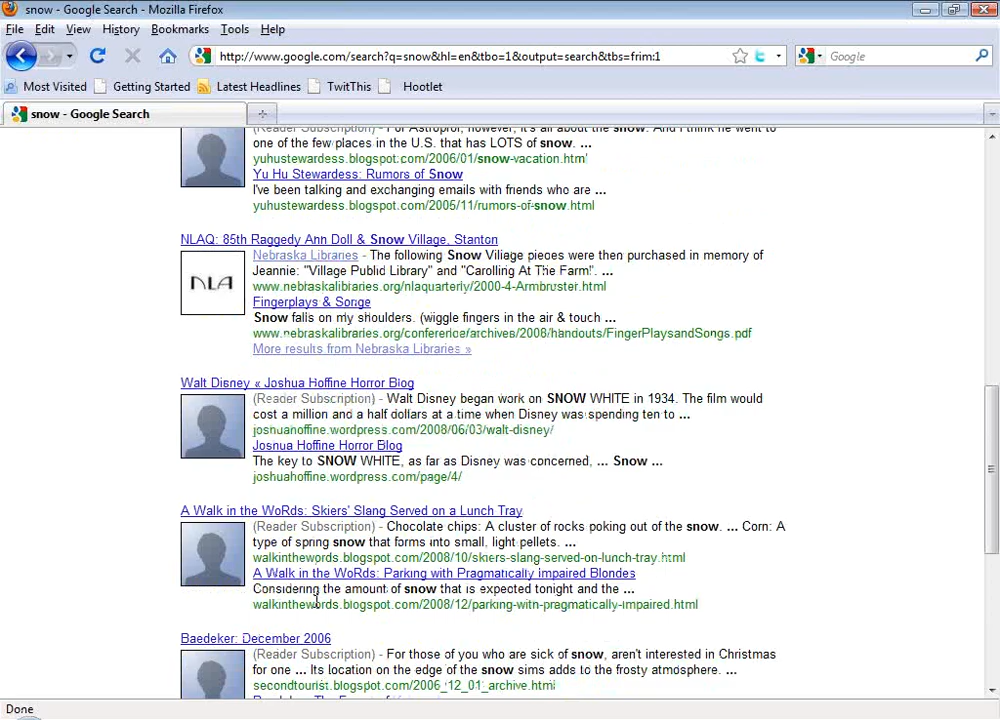 snow - Google Search - Mozilla Firefox
File Edit View History Bookmarks Tools Help
http://www.google.com/search?q=snow&hl=en&tbo=1&output=search&tbs=frim:1
Google
Most Visited Getting Started Latest Headlines TwitThis Hootlet
snow - Google Search
(Reader Subscription) - For Astropior, however, it's all about the snow. And I think he went to
one of the few places in the U.S. that has LOTS of snow. ...
yuhustewardess.blogspot.com/2006/01/snow-vacation.htm'
Yu Hu Stewardess: Rumors of Snow
I've been talking and exchanging emails with friends who are ...
yuhustewardess.blogspot.com/2005/11/rumors-of-snow.html
NLAQ: 85th Raggedy Ann Doll & Snow Village, Stanton
Nebraska Libraries - The following Snow Village pieces were then purchased in memory of
NLA
Jeannie: "Village Publid Library" and "Carolling At The Farm!". ...
www.nebraskalibraries.org/nlaquarterly/2000-4-Armbruster.html
Fingerplays & Songe
Snow falls on my shoulders. (wiggle fingers in the air & touch ...
www.nebraskalibraries.org/conference/archives/2008/handouts/FingerPlaysandSongs.pdf
More results from Nebraska Libraries »
Walt Disney « Joshua Hoffine Horror Blog
(Reader Subscription) - Walt Disney began work on SNOW WHITE in 1934. The film would
cost a million and a half dollars at a time when Disney was spending ten to ...
joshuahoffine.wordpress.com/2008/06/03/walt-disney/
Joshua Hoffine Horror Blog
The key to SNOW WHITE, as far as Disney was concerned, ... Snow ...
joshuahoffine.wordpress.com/page/4/
A Walk in the WoRds: Skiers' Slang Served on a Lunch Tray
(Reader Subscription) - Chocolate chips: A cluster of rocks poking out of the snow. ... Corn: A
type of spring snow that forms into small, light pellets. ...
walkinthewords.blogspot.com/2008/10/skiers-slang-served-on-lunch-tray.html
A Walk in the WoRds: Parking with Pragmatically Impaired Blondes
Considering the amount of snow that is expected tonight and the ...
walkinthewords.blogspot.com/2008/12/parking-with-pragmatically-impaired.html
Baedeker: December 2006
(Reader Subscription) - For those of you who are sick of snow, aren't interested in Christmas
for one ... Its location on the edge of the snow sims adds to the frosty atmosphere. ...
secondtourist.blogspot.com/2006_12_01_archive.html
Done